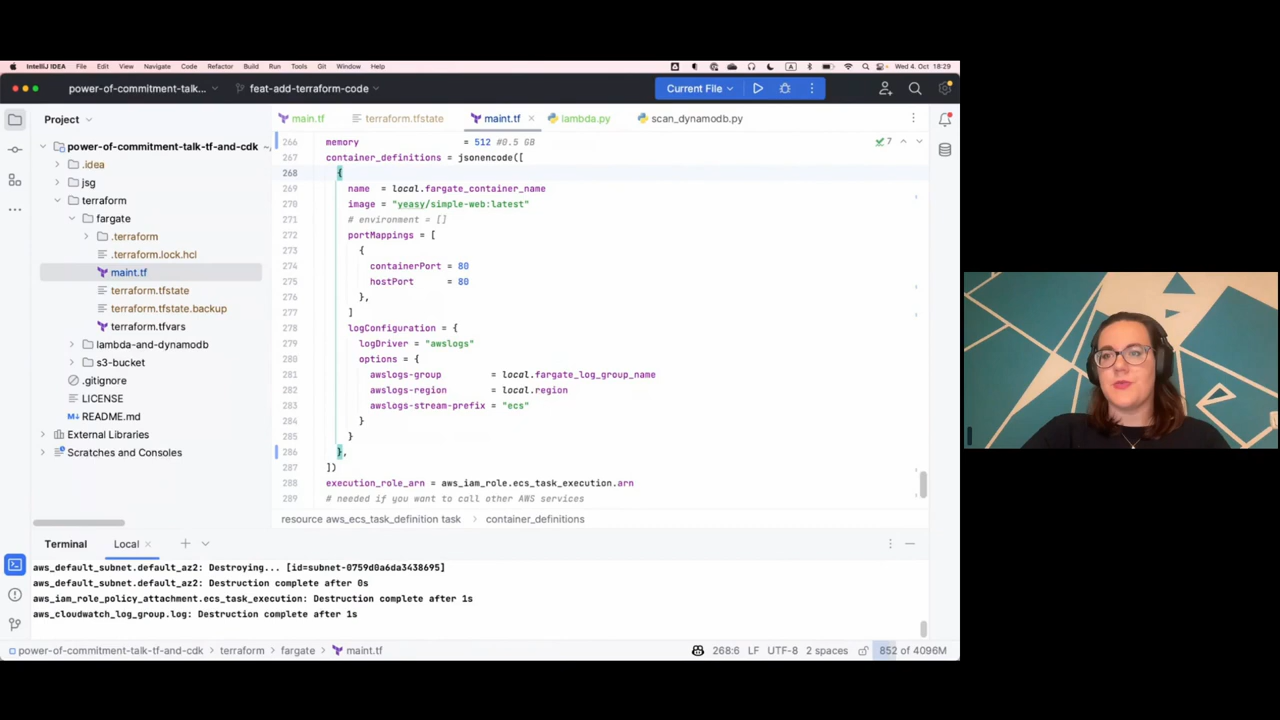 IntelliJ IDEA File Edit View Navigate Code Refactor Build Run Tools Git Window Help Wed 4. Oct 18:29
power-of-commitment-talk-... feat-add-terraform-code Current File
Project main.tf terraform.tfstate maint.tf lambda.py scan_dynamodb.py
power-of-commitment-talk-tf-and-cdk
.idea
jsg
terraform
fargate
.terraform
.terraform.lock.hcl
maint.tf
terraform.tfstate
terraform.tfstate.backup
terraform.tfvars
lambda-and-dynamodb
s3-bucket
.gitignore
LICENSE
README.md
External Libraries
Scratches and Consoles
7
266 memory = 512 #0.5 GB
267 container_definitions = jsonencode([
268 {
269 name = local.fargate_container_name
270 image = "yeasy/simple-web:latest"
271 # environment = []
272 portMappings = [
273 {
274 containerPort = 80
275 hostPort = 80
276 },
277 ]
278 logConfiguration = {
279 logDriver = "awslogs"
280 options = {
281 awslogs-group = local.fargate_log_group_name
282 awslogs-region = local.region
283 awslogs-stream-prefix = "ecs"
284 }
285 }
286 },
287 ])
288 execution_role_arn = aws_iam_role.ecs_task_execution.arn
289 # needed if you want to call other AWS services
resource aws_ecs_task_definition task container_definitions
Terminal Local
aws_default_subnet.default_az2: Destroying... [id=subnet-0759d0a6da3438695]
aws_default_subnet.default_az2: Destruction complete after 0s
aws_iam_role_policy_attachment.ecs_task_execution: Destruction complete after 1s
aws_cloudwatch_log_group.log: Destruction complete after 1s
power-of-commitment-talk-tf-and-cdk terraform fargate maint.tf 268:6 LF UTF-8 2 spaces 852 of 4096M